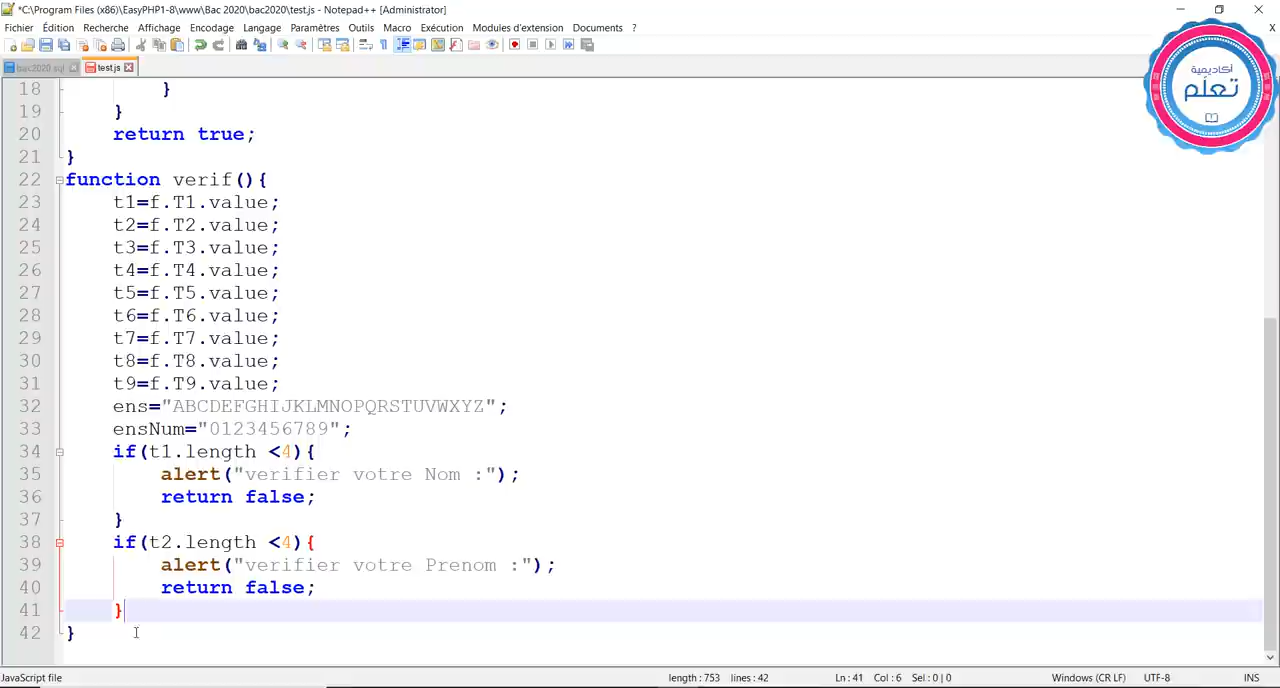 *C:\Program Files (x86)\EasyPHP1-8\www\Bac 2020\bac2020\test.js - Notepad++ [Administrator]
Fichier Édition Recherche Affichage Encodage Langage Paramètres Outils Macro Exécution Modules d'extension Documents ? X
bac2020 sql test.js
أكاديمية
تعلم
18 }
19 }
20 return true;
21 }
22 function verif(){
23 t1=f.T1.value;
24 t2=f.T2.value;
25 t3=f.T3.value;
26 t4=f.T4.value;
27 t5=f.T5.value;
28 t6=f.T6.value;
29 t7=f.T7.value;
30 t8=f.T8.value;
31 t9=f.T9.value;
32 ens="ABCDEFGHIJKLMNOPQRSTUVWXYZ";
33 ensNum="0123456789";
34 if(t1.length <4){
35 alert("verifier votre Nom :");
36 return false;
37 }
38 if(t2.length <4){
39 alert("verifier votre Prenom :");
40 return false;
41 }
42 }
JavaScript file length : 753 lines : 42 Ln : 41 Col : 6 Sel : 0 | 0 Windows (CR LF) UTF-8 INS